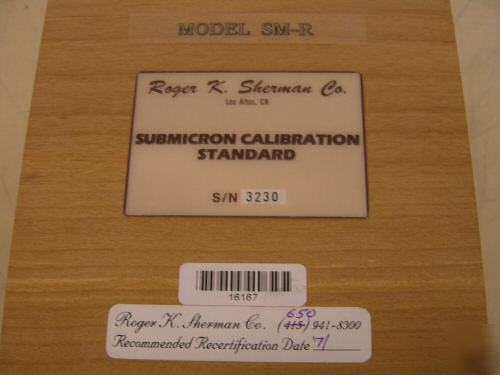 MODEL SM-R
Roger K. Sherman Co.
Los Altos, CA
SUBMICRON CALIBRATION
STANDARD
S/N 3230
16167
650
Roger K. Sherman Co. (415) 941-8300
Recommended Recertification Date 7/